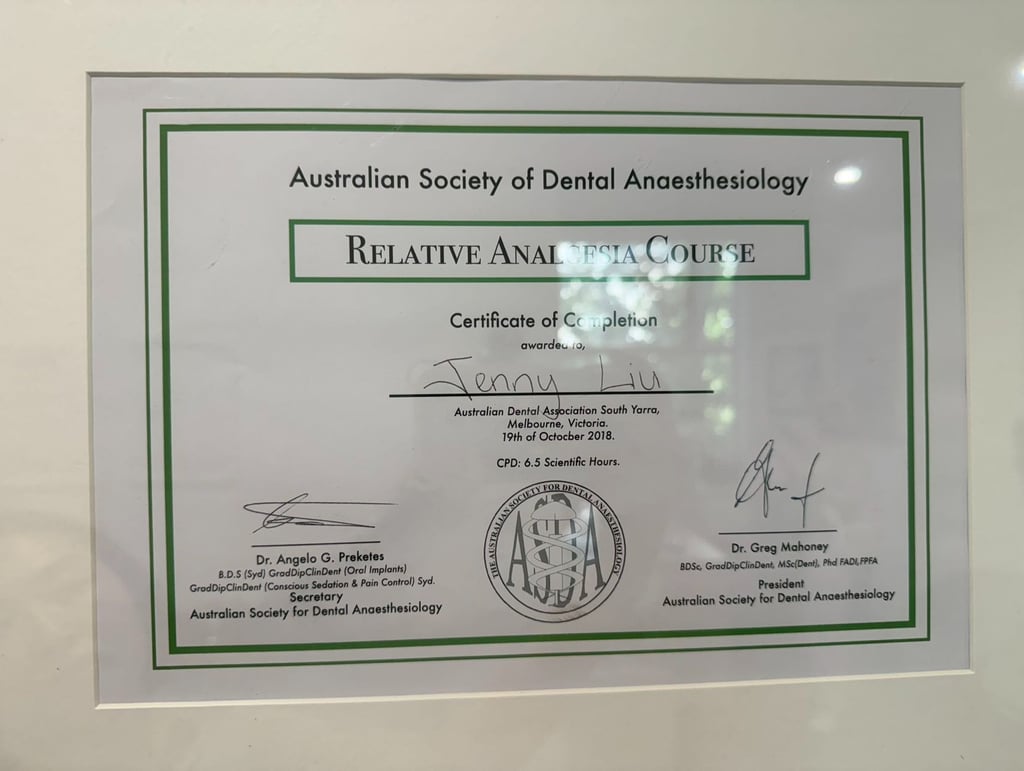 Australian Society of Dental Anaesthesiology
RELATIVE ANALGESIA COURSE
Certificate of Completion
awarded to,
Jenny Liu
Australian Dental Association South Yarra,
Melbourne, Victoria.
19th of Octocber 2018.
CPD: 6.5 Scientific Hours.
THE AUSTRALIAN SOCIETY FOR DENTAL ANAESTHESIOLOGY
ASDA
Dr. Angelo G. Preketes
B.D.S (Syd) GradDipClinDent (Oral Implants)
GradDipClinDent (Conscious Sedation & Pain Control) Syd.
Secretary
Australian Society for Dental Anaesthesiology
Dr. Greg Mahoney
BDSc, GradDipClinDent, MSc(Dent), Phd FADI,FPFA
President
Australian Society for Dental Anaesthesiology